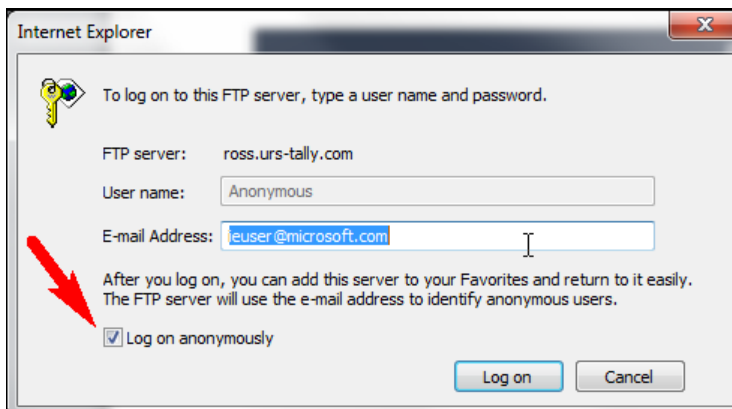 Internet Explorer
To log on to this FTP server, type a user name and password.
FTP server: ross.urs-tally.com
User name: Anonymous
E-mail Address: ieuser@microsoft.com
After you log on, you can add this server to your Favorites and return to it easily.
The FTP server will use the e-mail address to identify anonymous users.
Log on anonymously
Log on Cancel